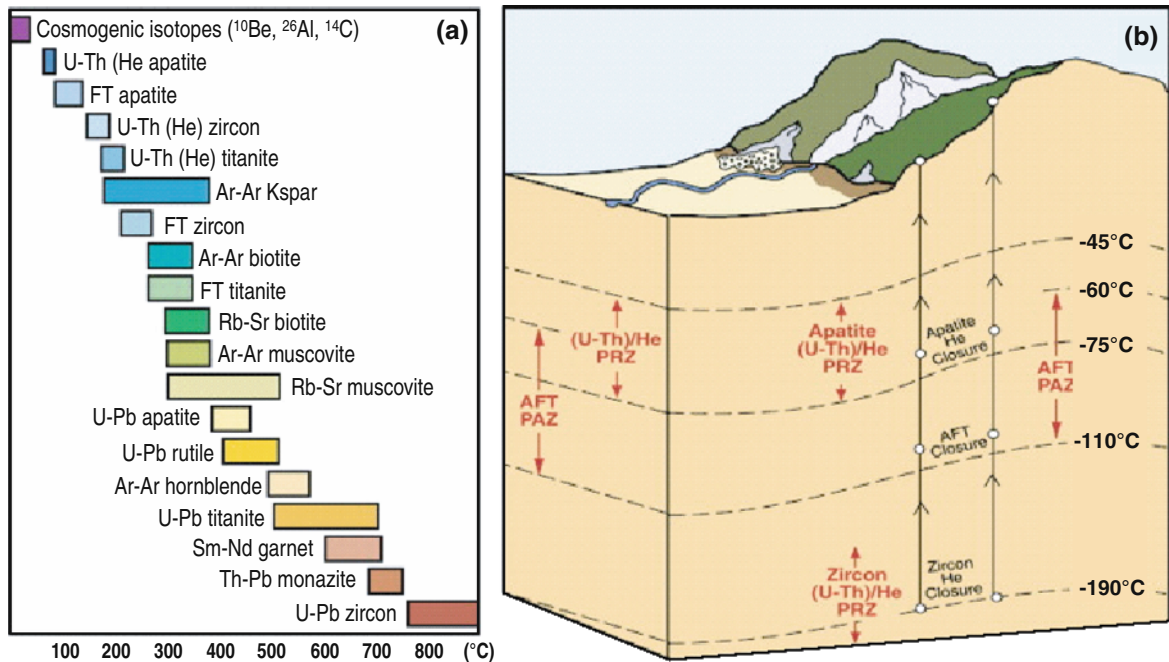 (a)
Cosmogenic isotopes (¹⁰Be, ²⁶Al, ¹⁴C)
U-Th (He apatite
FT apatite
U-Th (He) zircon
U-Th (He) titanite
Ar-Ar Kspar
FT zircon
Ar-Ar biotite
FT titanite
Rb-Sr biotite
Ar-Ar muscovite
Rb-Sr muscovite
U-Pb apatite
U-Pb rutile
Ar-Ar hornblende
U-Pb titanite
Sm-Nd garnet
Th-Pb monazite
U-Pb zircon
100 200 300 400 500 600 700 800 (°C)
(b)
-45°C
-60°C
-75°C
-110°C
-190°C
(U-Th)/He
PRZ
AFT
PAZ
Apatite
(U-Th)/He
PRZ
Apatite
He
Closure
AFT
PAZ
AFT
Closure
Zircon
(U-Th)/He
PRZ
Zircon
He
Closure